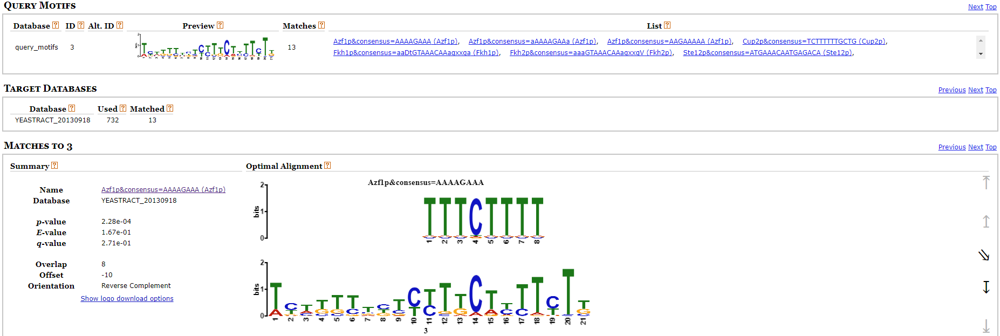 QUERY MOTIFS
Next Top
Database ? ID ? Alt. ID ? Preview ? Matches ? List ?
query_motifs 3 13 Azf1p&consensus=AAAAGAAA (Azf1p), Azf1p&consensus=aAAAAGAAa (Azf1p), Azf1p&consensus=AAGAAAAA (Azf1p), Cup2p&consensus=TCTTTTTTGCTG (Cup2p),
Fkh1p&consensus=aaDtGTAAACAAagxxga (Fkh1p), Fkh2p&consensus=aaaGTAAACAAagxxgV (Fkh2p), Ste12p&consensus=ATGAAACAATGAGACA (Ste12p),
TARGET DATABASES
Previous Next Top
Database ? Used ? Matched ?
YEASTRACT_20130918 732 13
MATCHES TO 3
Previous Next Top
Summary ? Optimal Alignment ?
Name Azf1p&consensus=AAAAGAAA (Azf1p)
Database YEASTRACT_20130918
p-value 2.28e-04
E-value 1.67e-01
q-value 2.71e-01
Overlap 8
Offset -10
Orientation Reverse Complement
Show logo download options
Azf1p&consensus=AAAAGAAA
2
bits
1
0
TTTCTTTT
1 2 3 4 5 6 7 8
2
bits
1
0
1 2 3 4 5 6 7 8 9 10 11 12 13 14 15 16 17 18 19 20 21
3